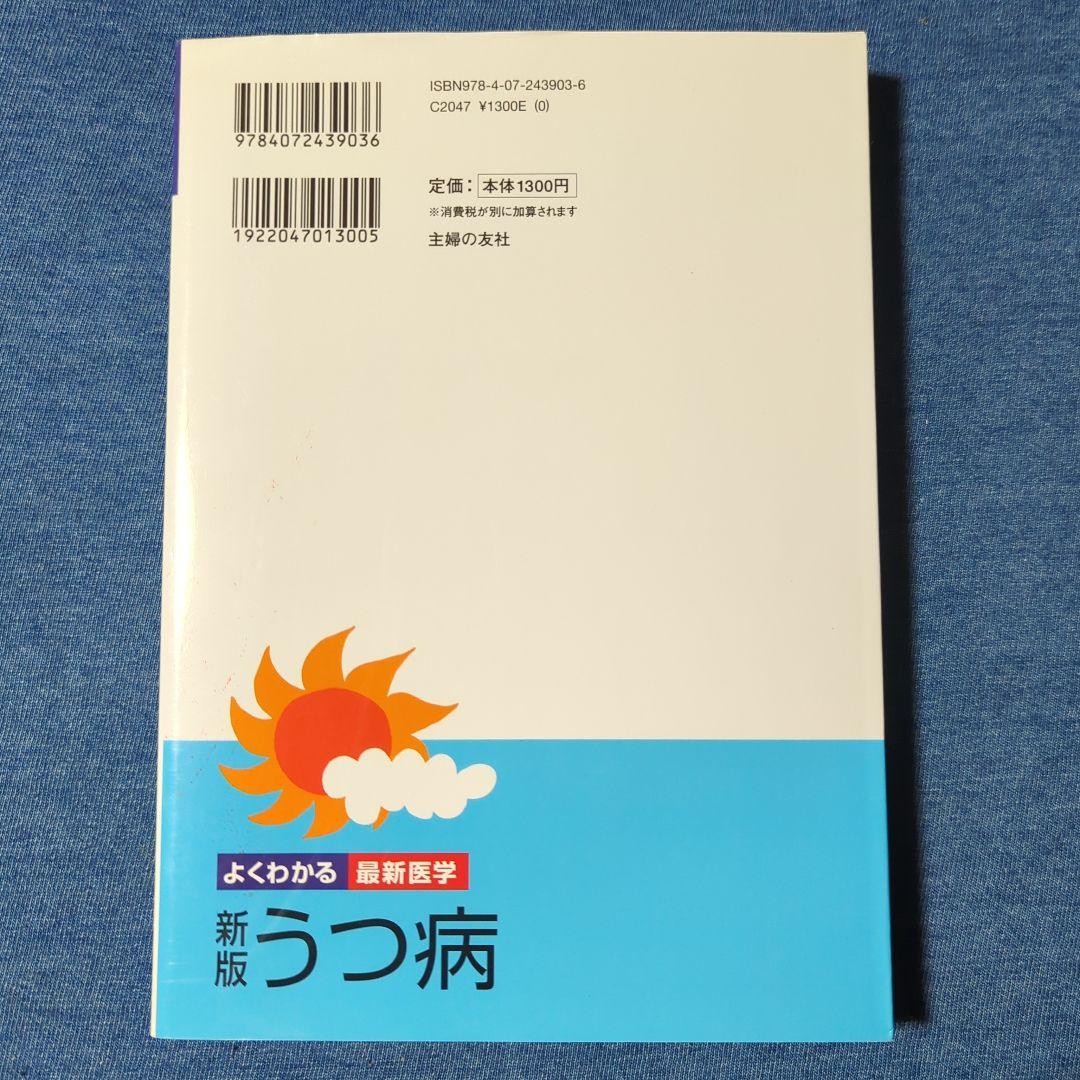 ISBN978-4-07-243903-6
C2047 ¥1300E (0)
9784072439036
定価：本体1300円
※消費税が別に加算されます
1922047013005
主婦の友社
よくわかる 最新医学
新版 うつ病